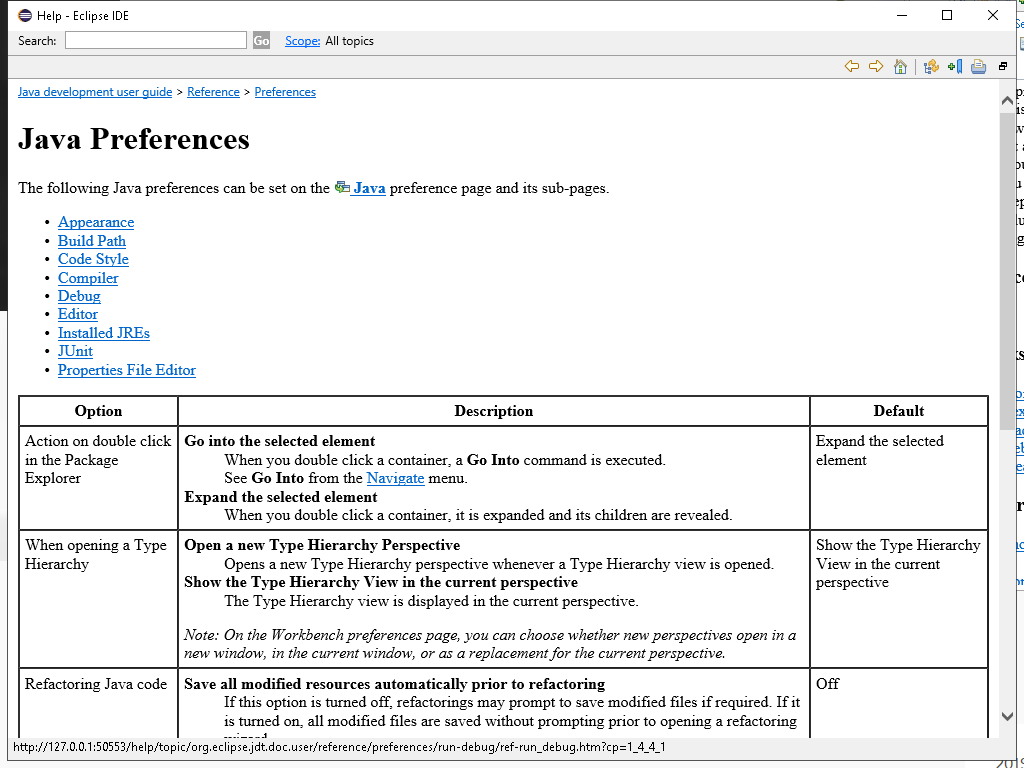 Help - Eclipse IDE
Search:
Go
Scope: All topics
Java development user guide > Reference > Preferences
Java Preferences
The following Java preferences can be set on the Java preference page and its sub-pages.
• Appearance
• Build Path
• Code Style
• Compiler
• Debug
• Editor
• Installed JREs
• JUnit
• Properties File Editor
Option Description Default
Action on double click in the Package Explorer
Go into the selected element
When you double click a container, a Go Into command is executed.
See Go Into from the Navigate menu.
Expand the selected element
When you double click a container, it is expanded and its children are revealed.
Expand the selected
element
When opening a Type
Hierarchy
Open a new Type Hierarchy Perspective
Opens a new Type Hierarchy perspective whenever a Type Hierarchy view is opened.
Show the Type Hierarchy View in the current perspective
The Type Hierarchy view is displayed in the current perspective.
Note: On the Workbench preferences page, you can choose whether new perspectives open in a
new window, in the current window, or as a replacement for the current perspective.
Show the Type Hierarchy
View in the current
perspective
Refactoring Java code
Save all modified resources automatically prior to refactoring
If this option is turned off, refactorings may prompt to save modified files if required. If it
is turned on, all modified files are saved without prompting prior to opening a refactoring
Off
http://127.0.0.1:50553/help/topic/org.eclipse.jdt.doc.user/reference/preferences/run-debug/ref-run_debug.htm?cp=1_4_4_1